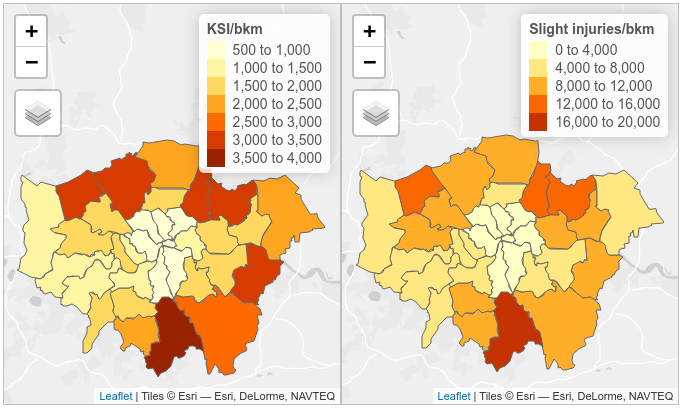 +
−
KSI/bkm
500 to 1,000
1,000 to 1,500
1,500 to 2,000
2,000 to 2,500
2,500 to 3,000
3,000 to 3,500
3,500 to 4,000
Leaflet | Tiles © Esri — Esri, DeLorme, NAVTEQ
+
−
Slight injuries/bkm
0 to 4,000
4,000 to 8,000
8,000 to 12,000
12,000 to 16,000
16,000 to 20,000
Leaflet | Tiles © Esri — Esri, DeLorme, NAVTEQ